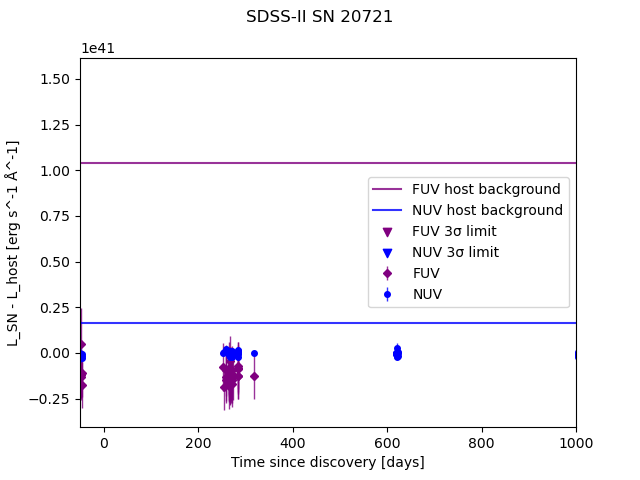 SDSS-II SN 20721
1e41
L_SN - L_host [erg s^-1 Å^-1]
1.50
1.25
1.00
0.75
0.50
0.25
0.00
−0.25
FUV host background
NUV host background
FUV 3σ limit
NUV 3σ limit
FUV
NUV
0 200 400 600 800 1000
Time since discovery [days]